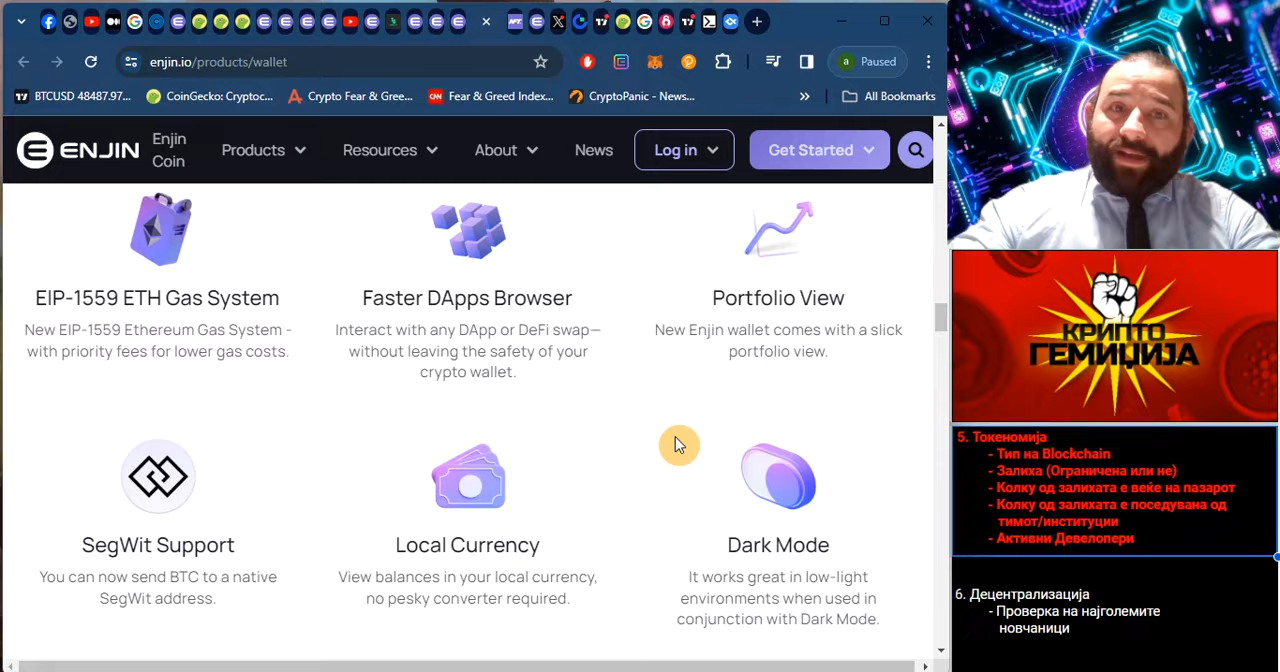 enjin.io/products/wallet
a Paused
BTCUSD 48487.97...
CoinGecko: Cryptoc...
Crypto Fear & Gree...
Fear & Greed Index...
CryptoPanic - News...
All Bookmarks
ENJIN
Enjin
Coin
Products
Resources
About
News
Log in
Get Started
EIP-1559 ETH Gas System
New EIP-1559 Ethereum Gas System -
with priority fees for lower gas costs.
Faster DApps Browser
Interact with any DApp or DeFi swap—
without leaving the safety of your
crypto wallet.
Portfolio View
New Enjin wallet comes with a slick
portfolio view.
SegWit Support
You can now send BTC to a native
SegWit address.
Local Currency
View balances in your local currency,
no pesky converter required.
Dark Mode
It works great in low-light
environments when used in
conjunction with Dark Mode.
КРИПТО
ГЕМИЏИЈА
5. Токеномија
- Тип на Blockchain
- Залиха (Ограничена или не)
- Колку од залихата е веќе на пазарот
- Колку од залихата е поседувана од
тимот/институции
- Активни Девелопери
6. Децентрализација
- Проверка на најголемите
новчаници